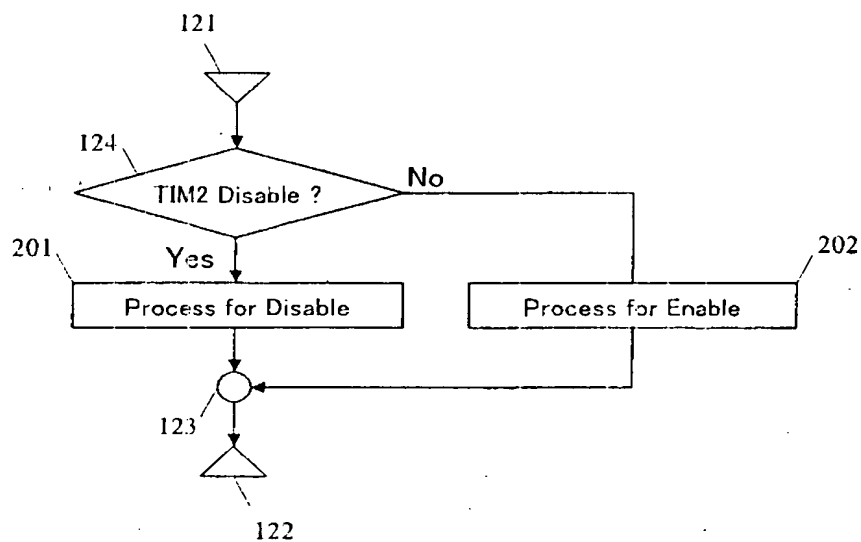 121
124
TIM2 Disable ?
No
201
Yes
202
Process for Disable
Process for Enable
123
122